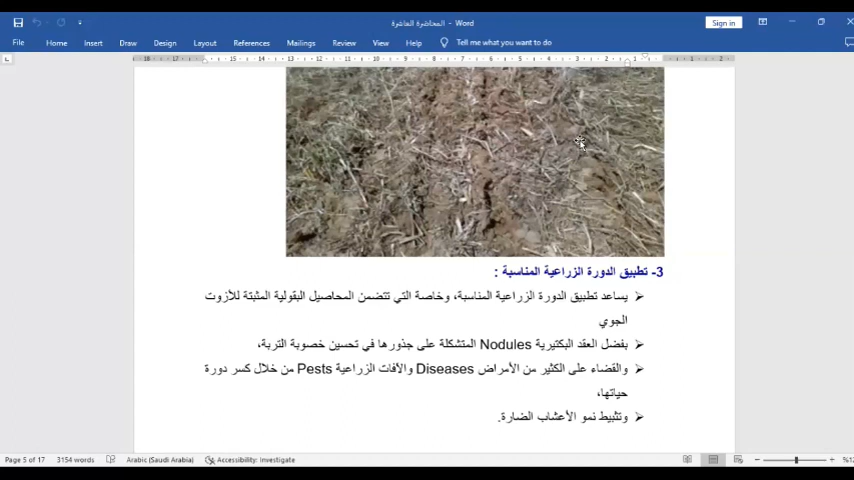 المحاضرة العاشرة - Word
Sign in
File Home Insert Draw Design Layout References Mailings Review View Help Tell me what you want to do
3- تطبيق الدورة الزراعية المناسبة :
يساعد تطبيق الدورة الزراعية المناسبة، وخاصة التي تتضمن المحاصيل البقولية المثبتة للأزوت
الجوي
بفضل العقد البكتيرية Nodules المتشكلة على جذورها في تحسين خصوبة التربة،
والقضاء على الكثير من الأمراض Diseases والآفات الزراعية Pests من خلال كسر دورة
حياتها،
وتثبيط نمو الأعشاب الضارة.
Page 5 of 17 3154 words Arabic (Saudi Arabia) Accessibility: Investigate